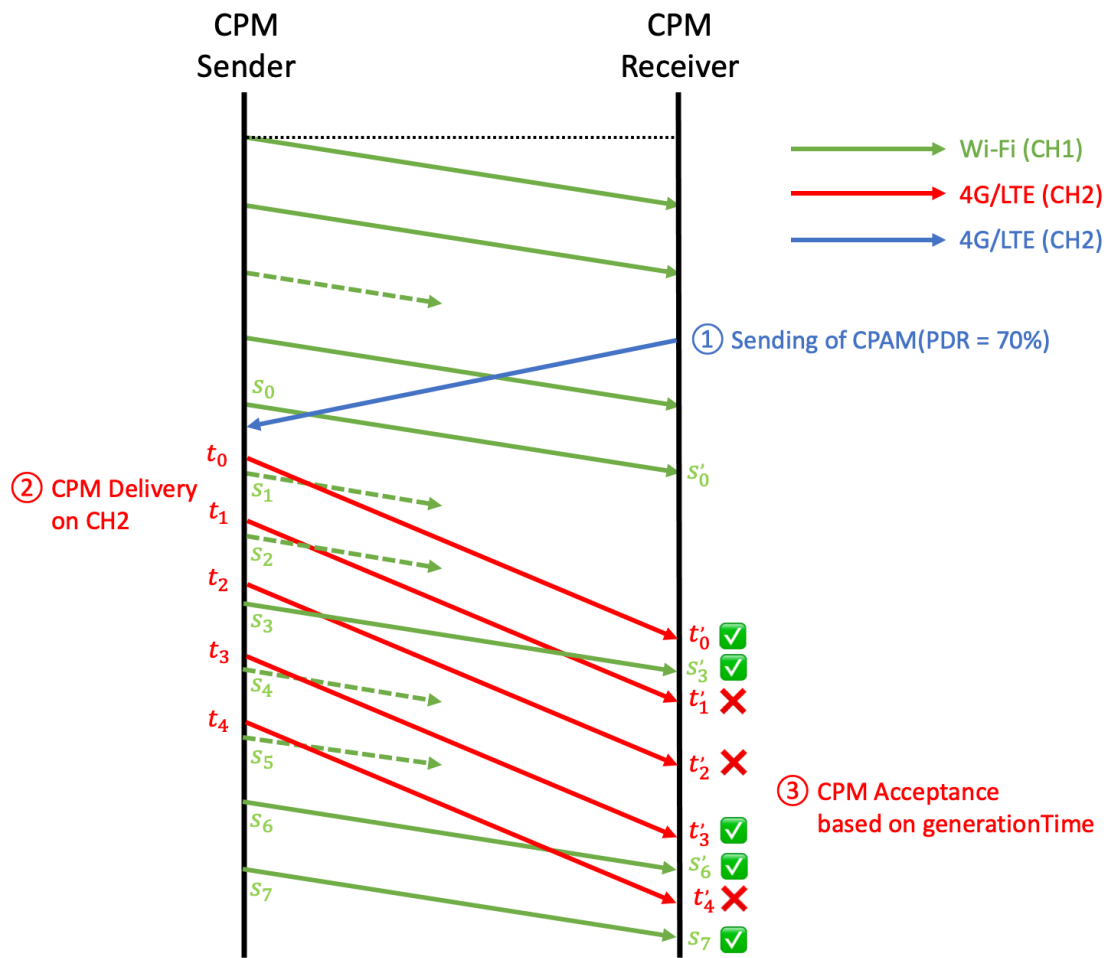 CPM
Sender
CPM
Receiver
Wi-Fi (CH1)
4G/LTE (CH2)
4G/LTE (CH2)
① Sending of CPAM(PDR = 70%)
s₀
t₀
s′₀
② CPM Delivery
on CH2
s₁
t₁
s₂
t₂
s₃
t′₀ ✅
t₃
s′₃ ✅
s₄
t′₁ ❌
t₄
s₅
t′₂ ❌
③ CPM Acceptance
based on generationTime
s₆
t′₃ ✅
s′₆ ✅
s₇
t′₄ ❌
s₇ ✅